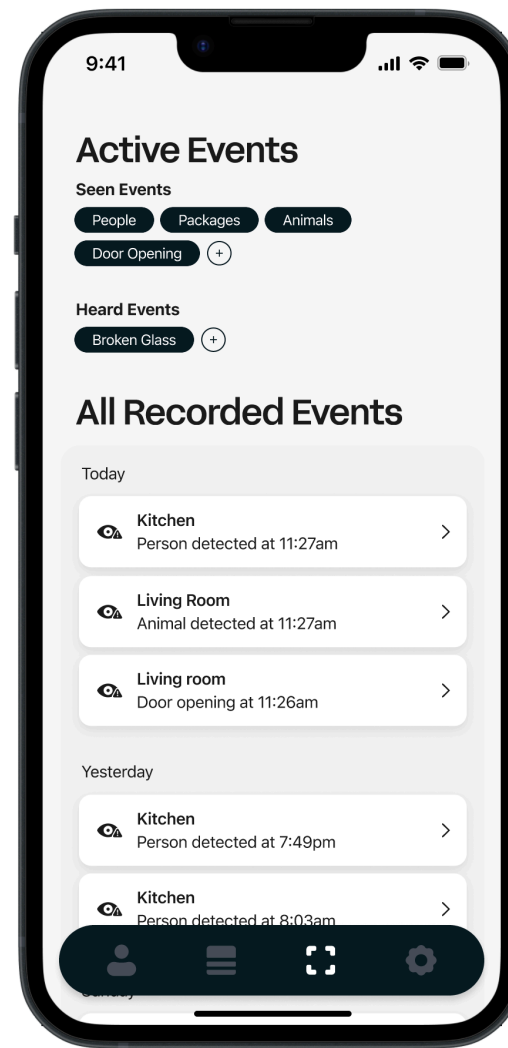 9:41
Active Events
Seen Events
People Packages Animals
Door Opening +
Heard Events
Broken Glass +
All Recorded Events
Today
Kitchen
Person detected at 11:27am
Living Room
Animal detected at 11:27am
Living room
Door opening at 11:26am
Yesterday
Kitchen
Person detected at 7:49pm
Kitchen
Person detected at 8:03am